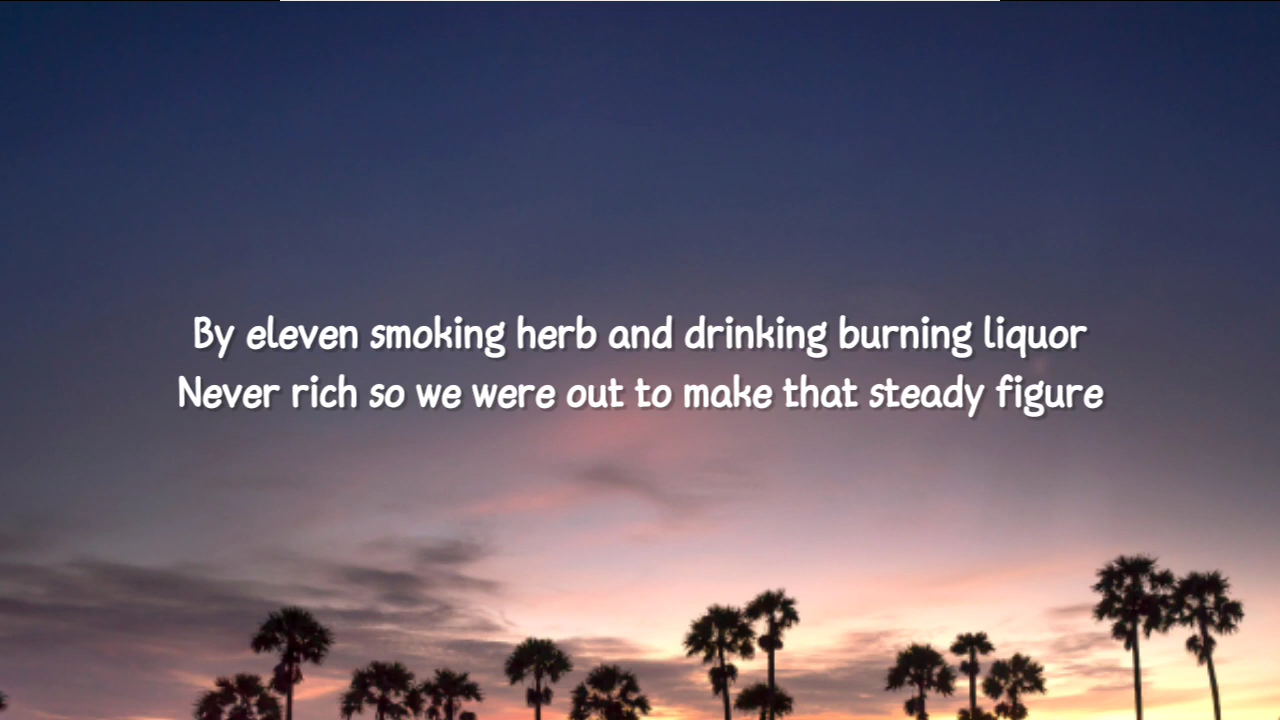 By eleven smoking herb and drinking burning liquor
Never rich so we were out to make that steady figure